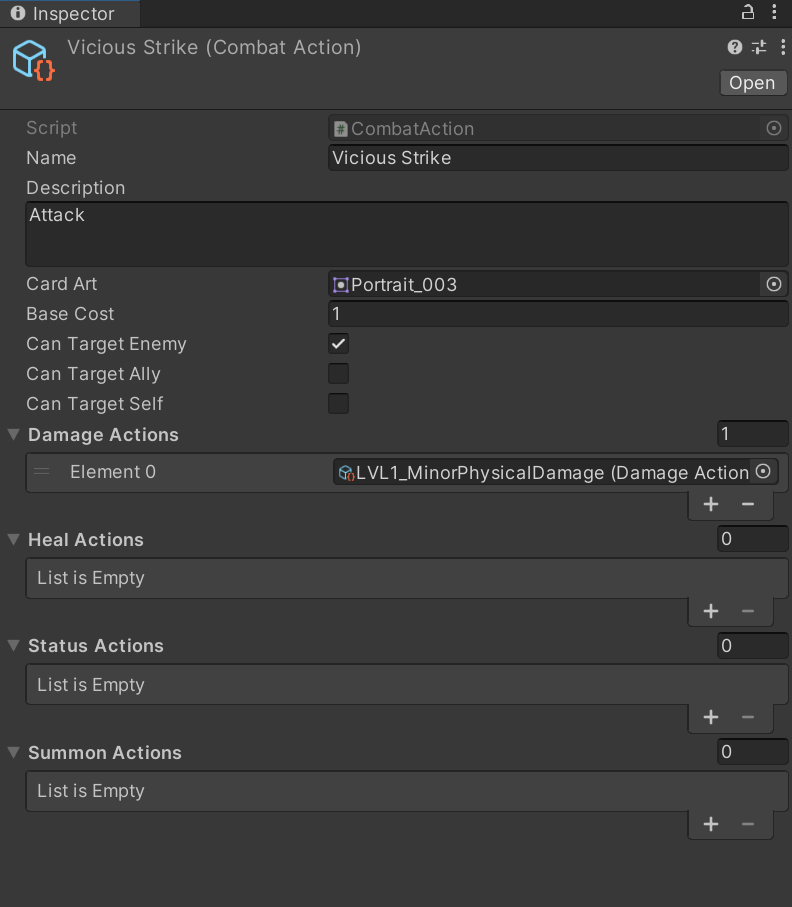 Inspector
Vicious Strike (Combat Action)
Open
Script CombatAction
Name Vicious Strike
Description
Attack
Card Art Portrait_003
Base Cost 1
Can Target Enemy
Can Target Ally
Can Target Self
Damage Actions 1
Element 0 LVL1_MinorPhysicalDamage (Damage Action
+ −
Heal Actions 0
List is Empty
+ −
Status Actions 0
List is Empty
+ −
Summon Actions 0
List is Empty
+ −